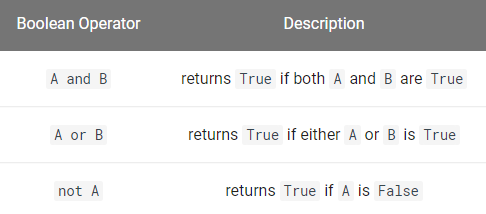 Boolean Operator Description
A and B returns True if both A and B are True
A or B returns True if either A or B is True
not A returns True if A is False